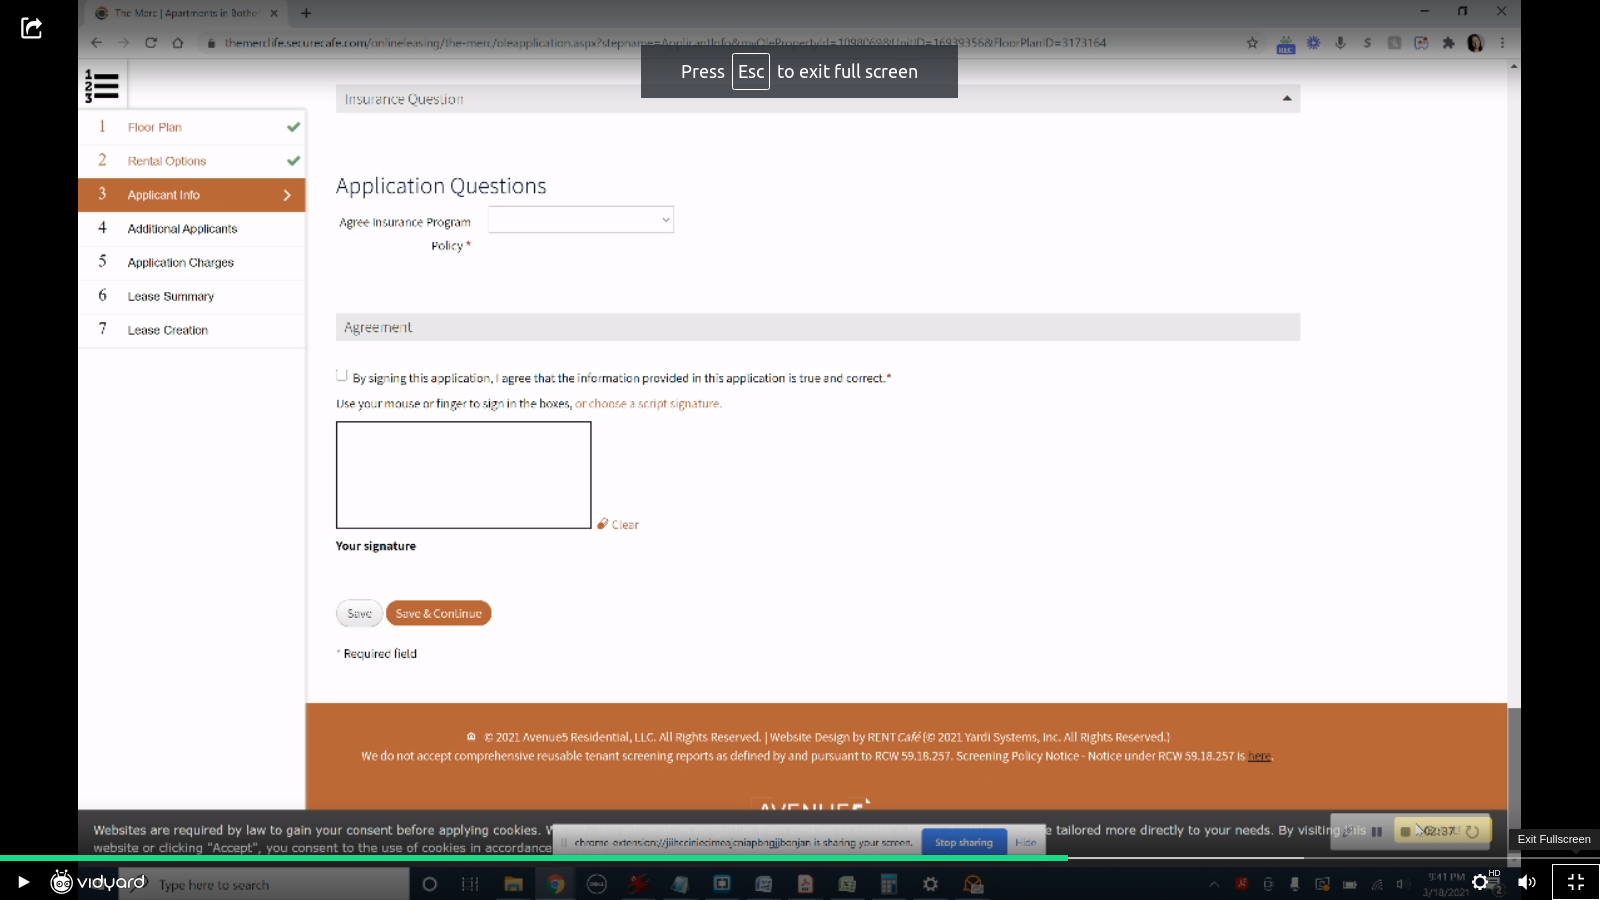 The Merc | Apartments in Bothe
themerclife.securecafe.com/onlineleasing/the-merc/oleapplication.aspx?stepname=ApplicantInfo&myOlePropertyId=1098069&UnitID=16939356&FloorPlanID=3173164
REC
Press Esc to exit full screen
Insurance Question
1 Floor Plan
2 Rental Options
3 Applicant Info
4 Additional Applicants
5 Application Charges
6 Lease Summary
7 Lease Creation
Application Questions
Agree Insurance Program
Policy *
Agreement
By signing this application, I agree that the information provided in this application is true and correct.*
Use your mouse or finger to sign in the boxes, or choose a script signature.
Clear
Your signature
Save Save & Continue
* Required field
© 2021 Avenue5 Residential, LLC. All Rights Reserved. | Website Design by RENTCafé (© 2021 Yardi Systems, Inc. All Rights Reserved.)
We do not accept comprehensive reusable tenant screening reports as defined by and pursuant to RCW 59.18.257. Screening Policy Notice - Notice under RCW 59.18.257 is here.
AVENUE5
Websites are required by law to gain your consent before applying cookies. W
e tailored more directly to your needs. By visiting this
website or clicking "Accept", you consent to the use of cookies in accordance
is sharing your screen.
Stop sharing
Hide
02:37
Exit Fullscreen
vidyard
Type here to search
DELL
9:41 PM
3/18/2021
2
HD